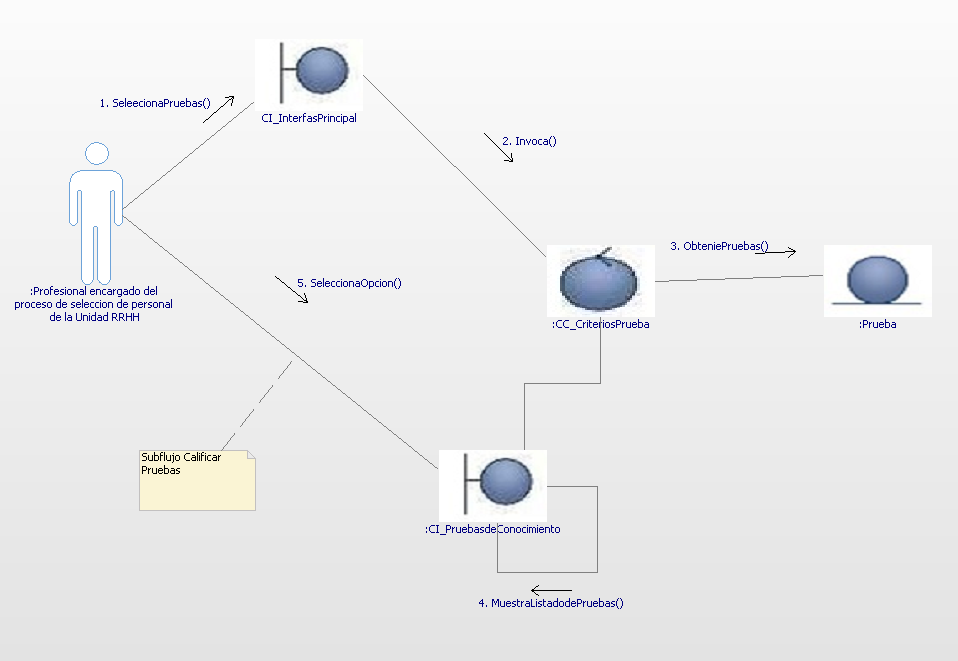 1. SeleecionaPruebas()
CI_InterfasPrincipal
2. Invoca()
:Profesional encargado del
proceso de seleccion de personal
de la Unidad RRHH
5. SeleccionaOpcion()
3. ObteniePruebas()
:CC_CriteriosPrueba
:Prueba
Subflujo Calificar
Pruebas
:CI_PruebasdeConocimiento
4. MuestraListadodePruebas()